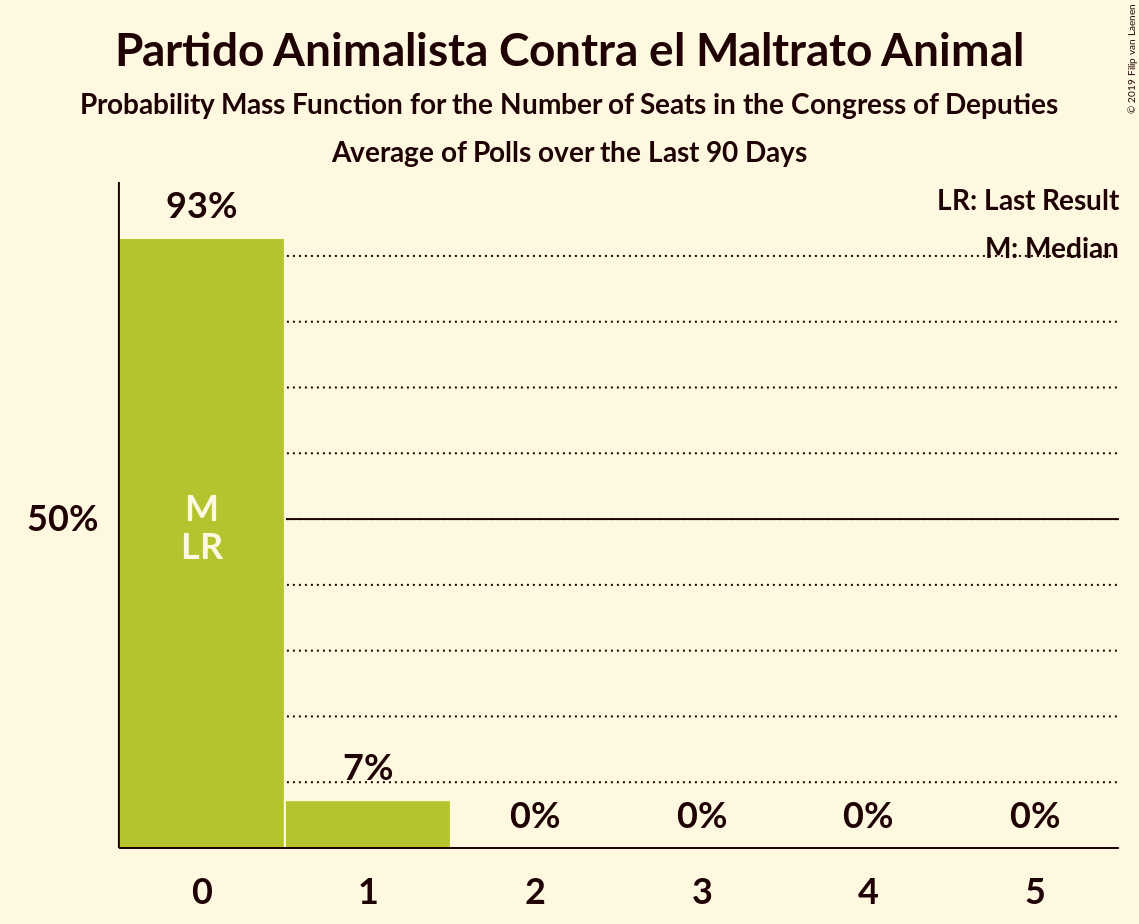 Partido Animalista Contra el Maltrato Animal
Probability Mass Function for the Number of Seats in the Congress of Deputies
Average of Polls over the Last 90 Days
© 2019 Filip van Laenen
LR: Last Result
M: Median
93%
50%
M
LR
7%
0%
0%
0%
0%
0
1
2
3
4
5